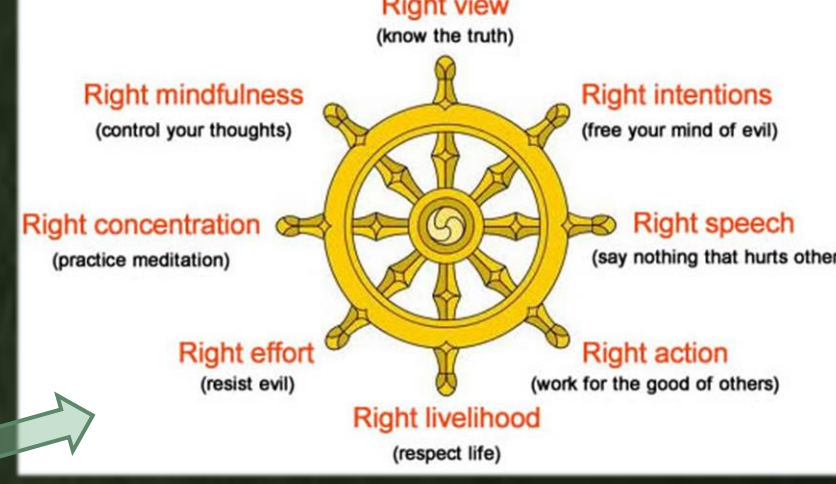 Right view
(know the truth)
Right mindfulness
(control your thoughts)
Right intentions
(free your mind of evil)
Right concentration
(practice meditation)
Right speech
(say nothing that hurts other
Right effort
(resist evil)
Right action
(work for the good of others)
Right livelihood
(respect life)